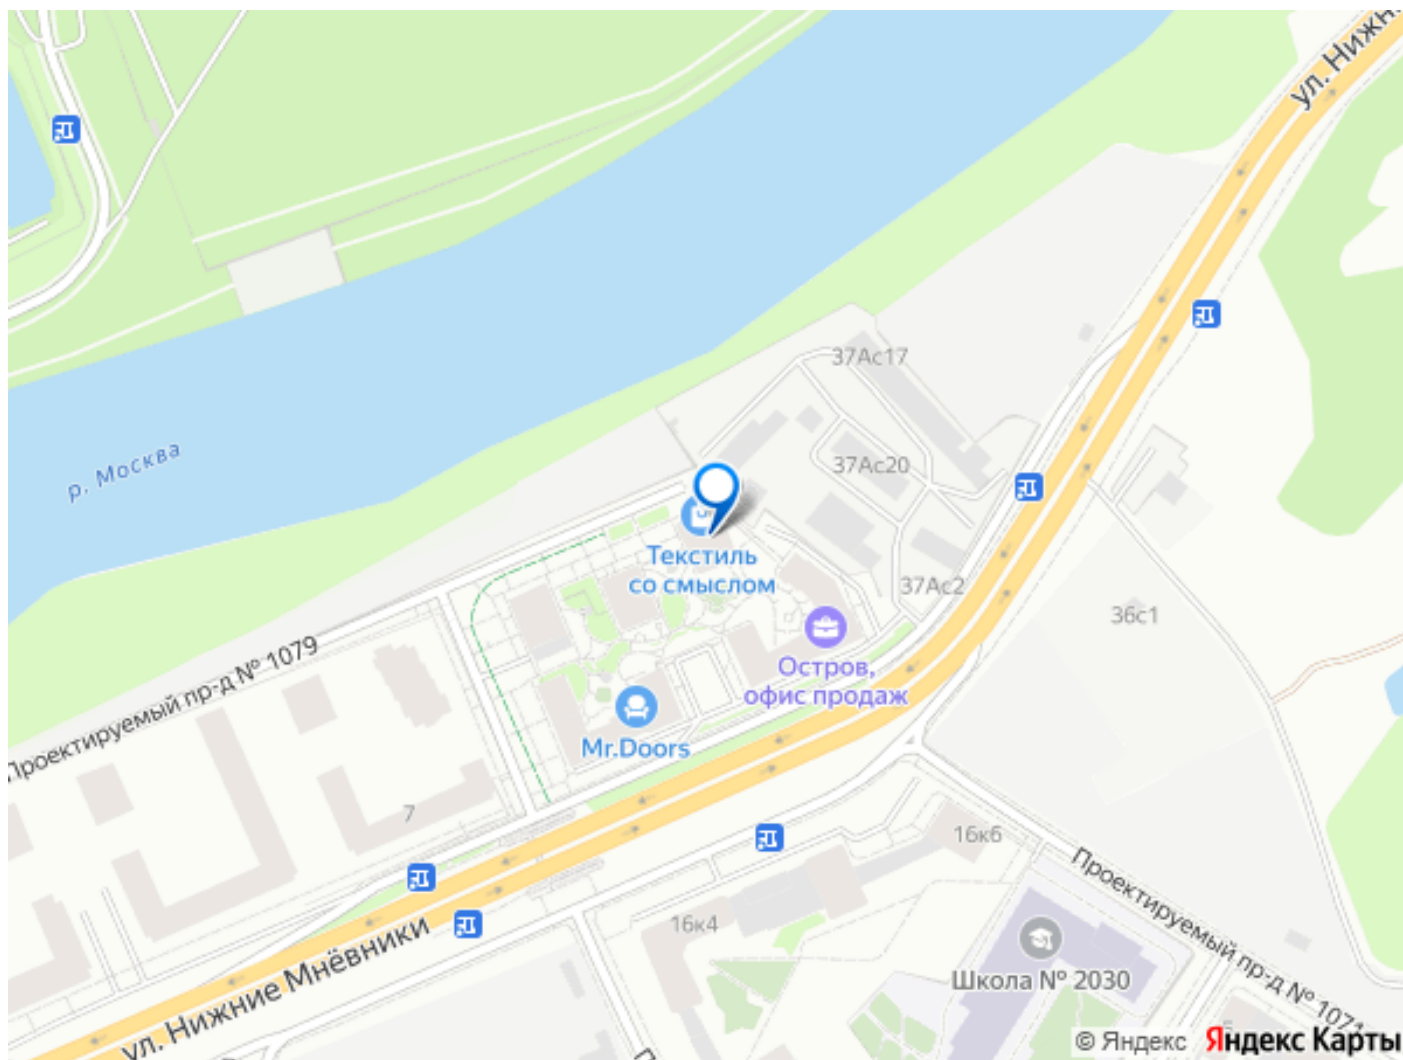 ул. Нижн
37Ас17
р. Москва
37Ас20
Текстиль
со смыслом
37Ас2
36с1
Проектируемый пр-д № 1079
Остров,
офис продаж
Mr.Doors
7
16к6
Проектируемый пр-д № 1071
16к4
ул. Нижние Мнёвники
Школа № 2030
© Яндекс Яндекс Карты